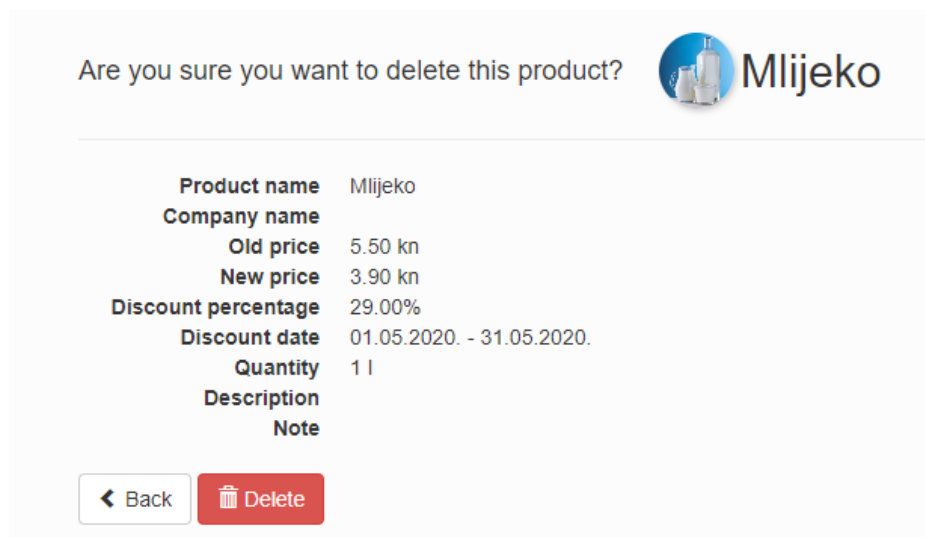 Are you sure you want to delete this product? Mlijeko
Product name Mlijeko
Company name
Old price 5.50 kn
New price 3.90 kn
Discount percentage 29.00%
Discount date 01.05.2020. - 31.05.2020.
Quantity 1 l
Description
Note
Back Delete